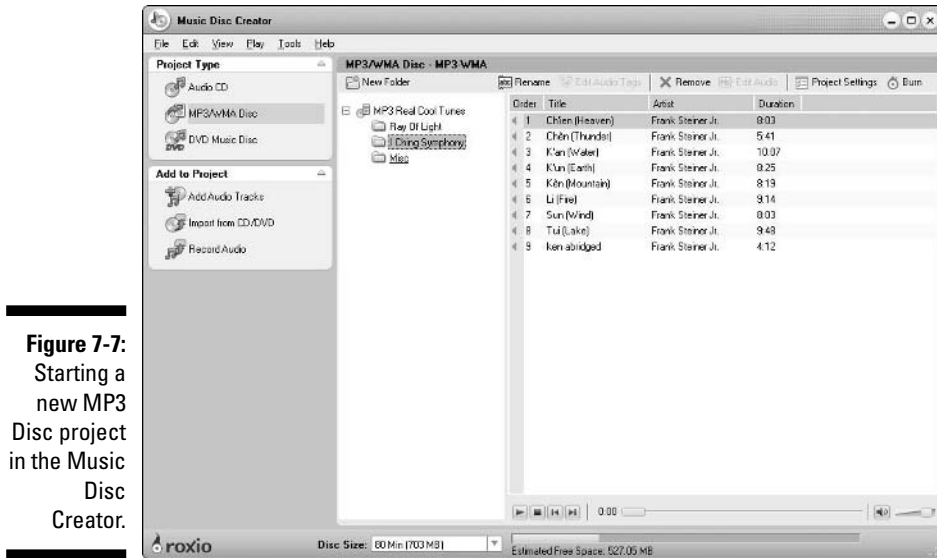 Music Disc Creator
File Edit View Play Tools Help
Project Type
Audio CD
MP3/WMA Disc
DVD Music Disc
Add to Project
Add Audio Tracks
Import from CD/DVD
Record Audio
MP3/WMA Disc - MP3 WMA
New Folder
Rename Edit Audio Tags Remove Edit Audio Project Settings Burn
MP3 Real Cool Tunes
Ray Of Light
I Ching Symphony
Misc
Order Title Artist Duration
1 Ch'ien (Heaven) Frank Steiner Jr. 8:03
2 Chên (Thunder) Frank Steiner Jr. 5:41
3 K'an (Water) Frank Steiner Jr. 10:07
4 K'un (Earth) Frank Steiner Jr. 8:25
5 Kên (Mountain) Frank Steiner Jr. 8:19
6 Li (Fire) Frank Steiner Jr. 9:14
7 Sun (Wind) Frank Steiner Jr. 8:03
8 Tui (Lake) Frank Steiner Jr. 9:48
9 ken abridged Frank Steiner Jr. 4:12
0:00
roxio
Disc Size: 80 Min (703 MB)
Estimated Free Space: 527.05 MB
Figure 7-7:
Starting a
new MP3
Disc project
in the Music
Disc
Creator.